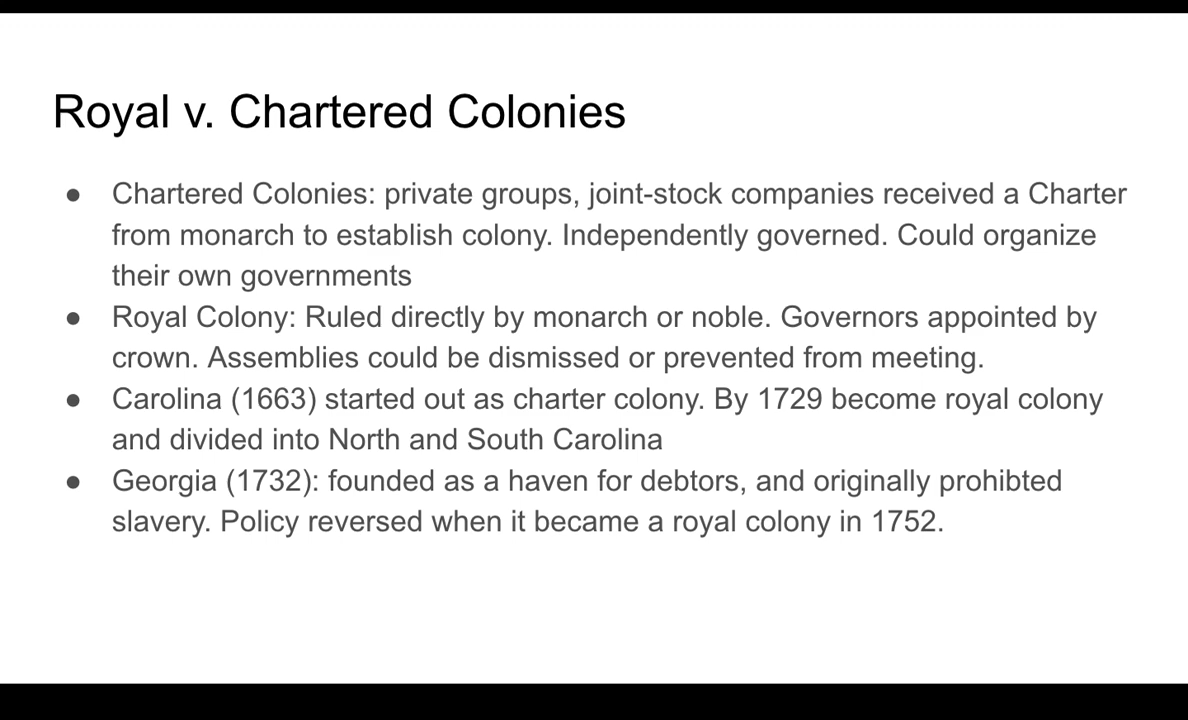 Royal v. Chartered Colonies
● Chartered Colonies: private groups, joint-stock companies received a Charter
from monarch to establish colony. Independently governed. Could organize
their own governments
● Royal Colony: Ruled directly by monarch or noble. Governors appointed by
crown. Assemblies could be dismissed or prevented from meeting.
● Carolina (1663) started out as charter colony. By 1729 become royal colony
and divided into North and South Carolina
● Georgia (1732): founded as a haven for debtors, and originally prohibted
slavery. Policy reversed when it became a royal colony in 1752.